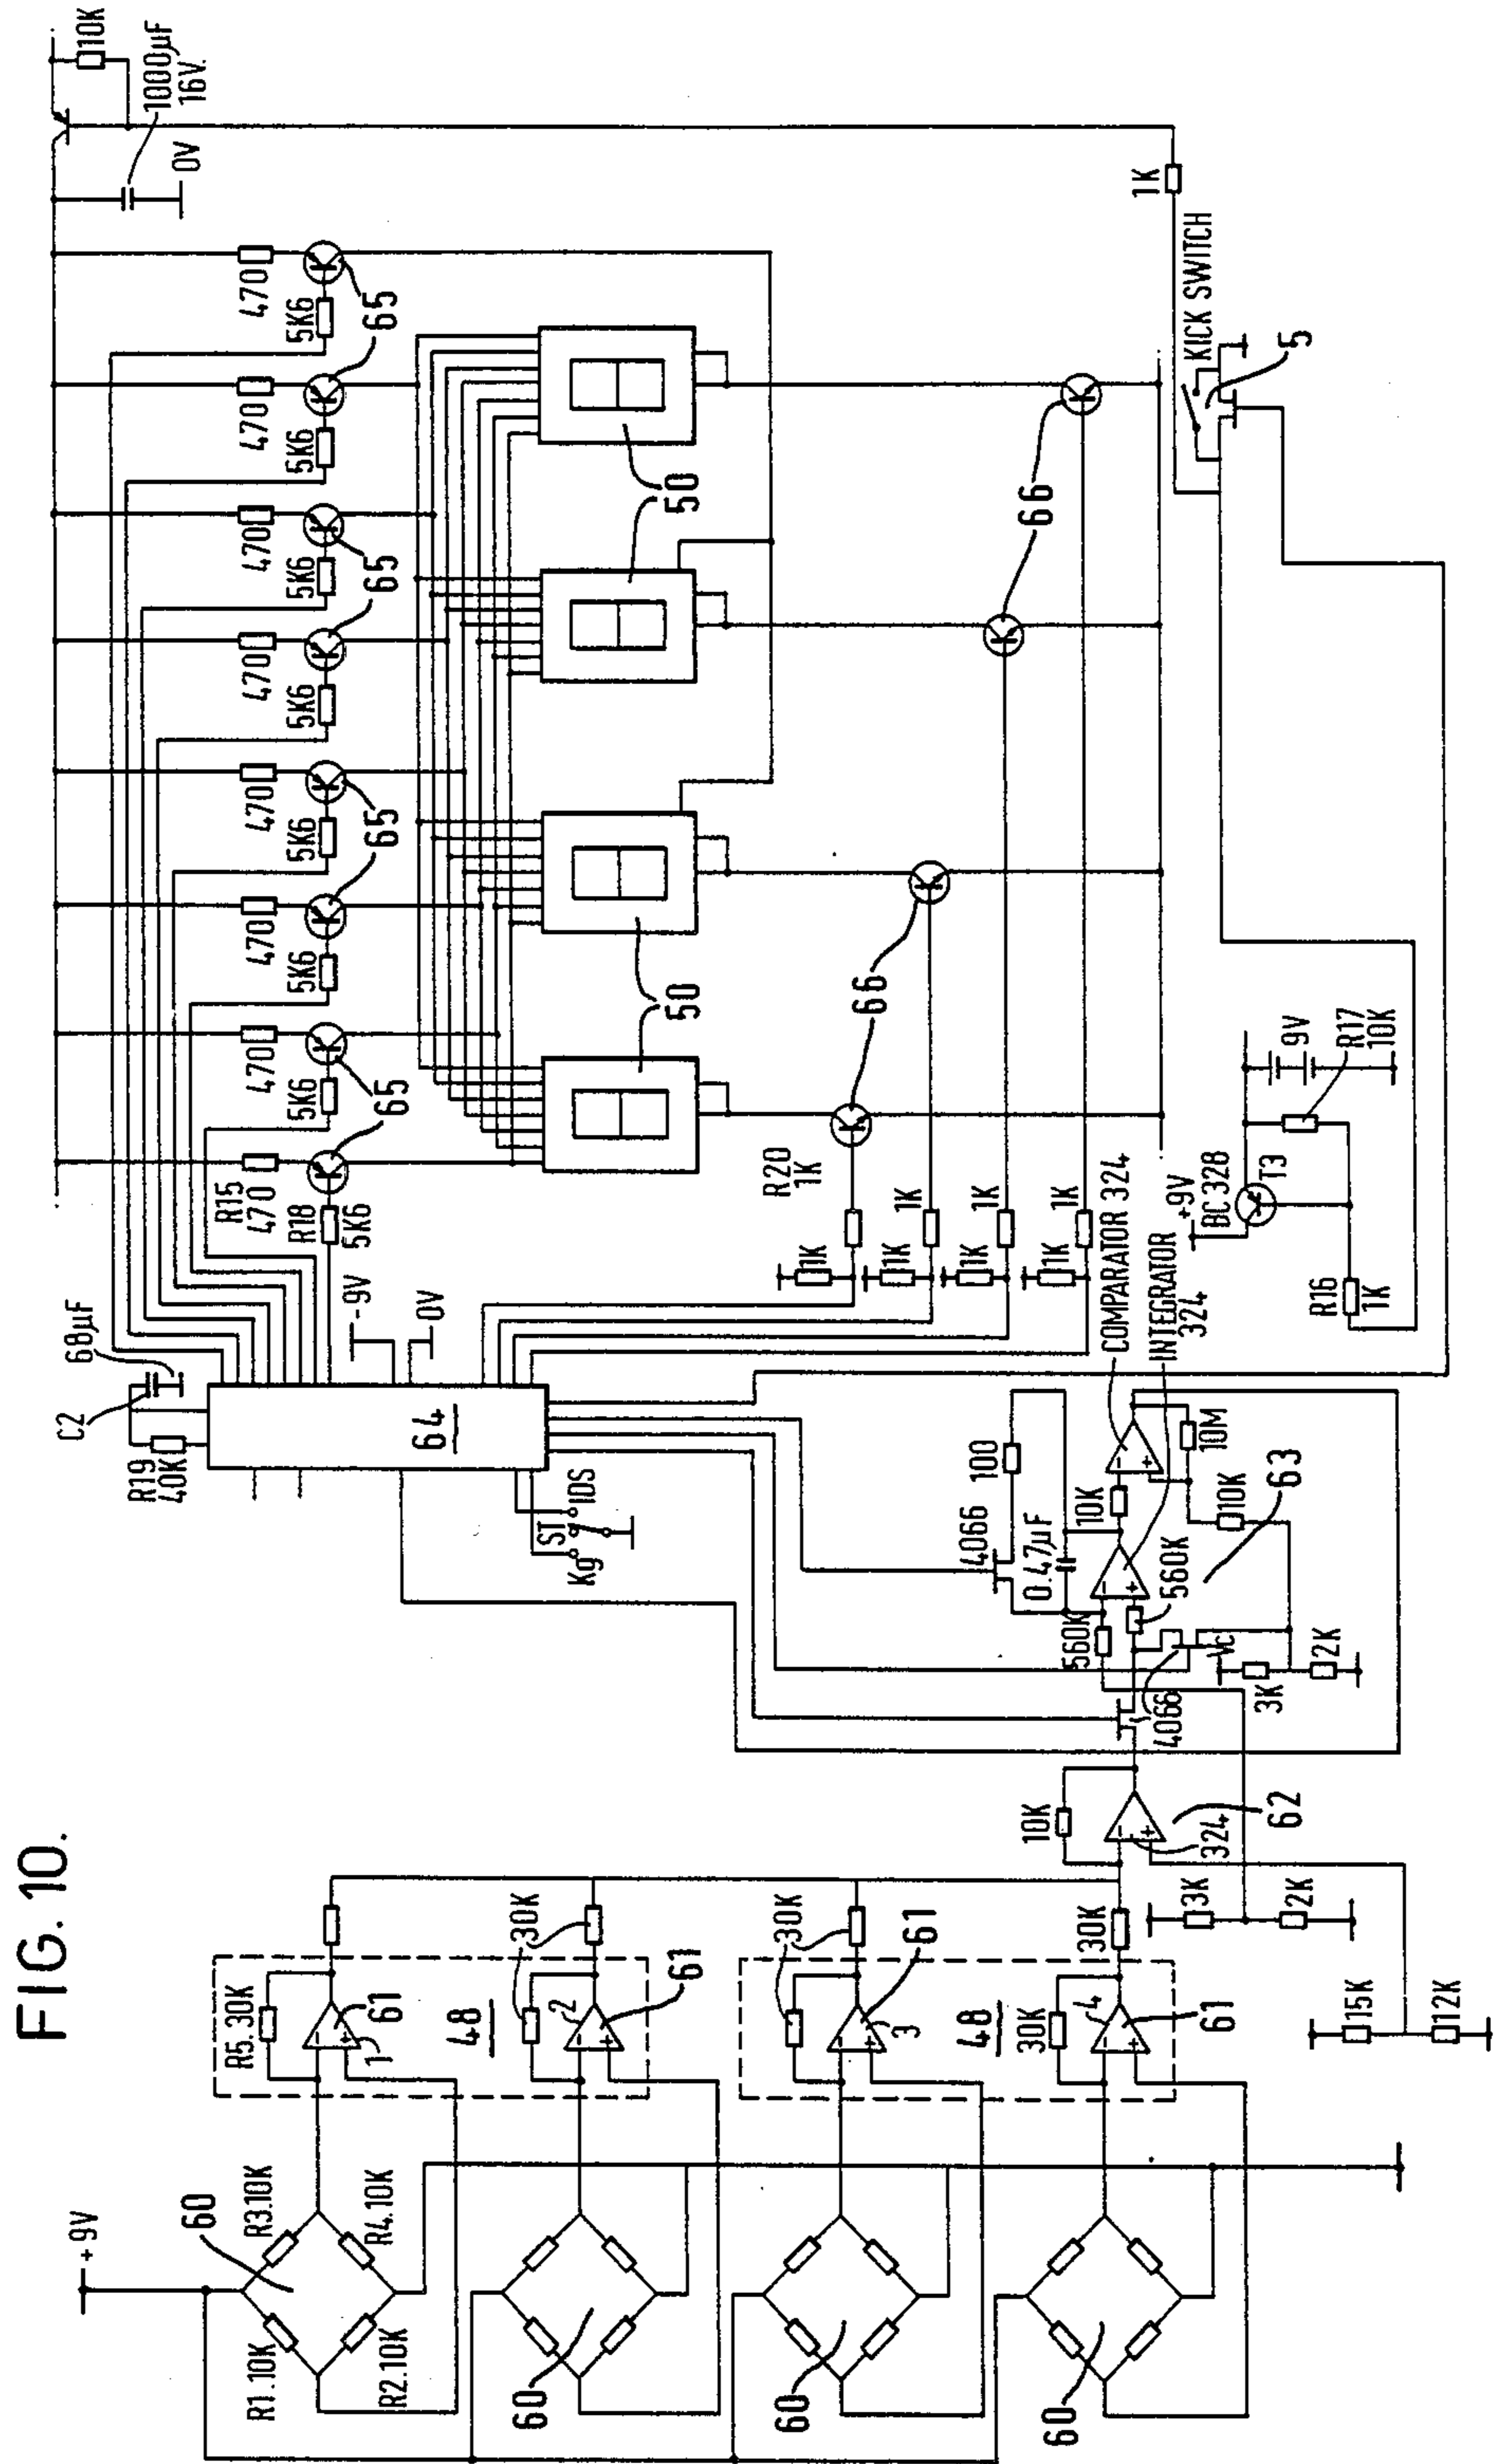 FIG. 10.
+9V
60
R1.10K
R3.10K
R2.10K
R4.10K
60
60
60
R5.30K
61
1
48
30K
2
61
30K
3
61
48
30K
4
61
30K
15K
12K
3K
2K
10K
324
62
4066
3K
2K
Vc
560K
560K
4066
0.47µF
100
10K
10K
10M
63
COMPARATOR 324
INTEGRATOR
324
Kg
ST
IDS
64
R19
40K
C2
68µF
-9V
0V
R15
470
R18
5K6
65
470
5K6
470
5K6
65
470
5K6
470
5K6
65
470
5K6
470
5K6
65
470
5K6
65
50
50
50
R20
1K
1K
1K
1K
1K
1K
1K
1K
66
66
+9V
BC 328
T3
9V
R17
10K
R16
1K
KICK SWITCH
5
1K
0V
1000µF
16V.
10K